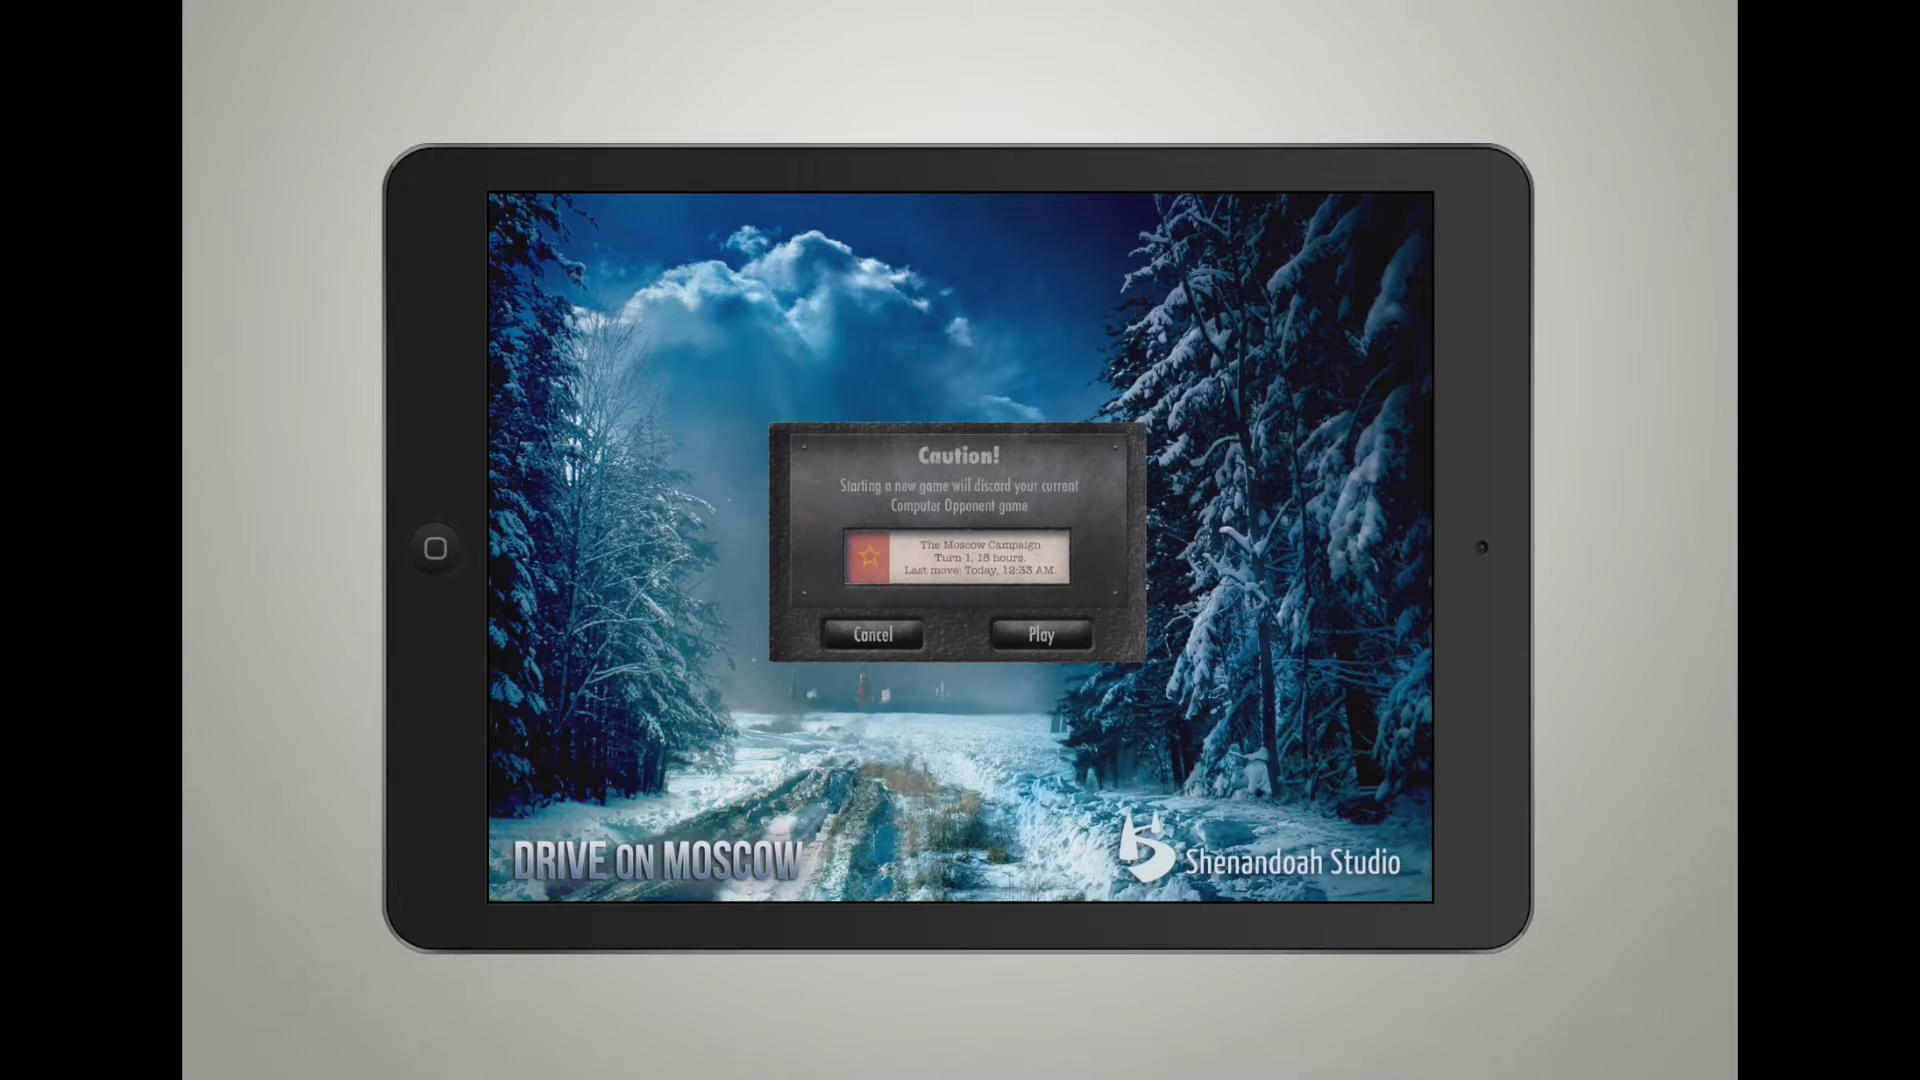 Caution!
Starting a new game will discard your current
Computer Opponent game
The Moscow Campaign
Turn 1, 18 hours.
Last move: Today, 12:33 AM.
Cancel
Play
DRIVE ON MOSCOW
Shenandoah Studio